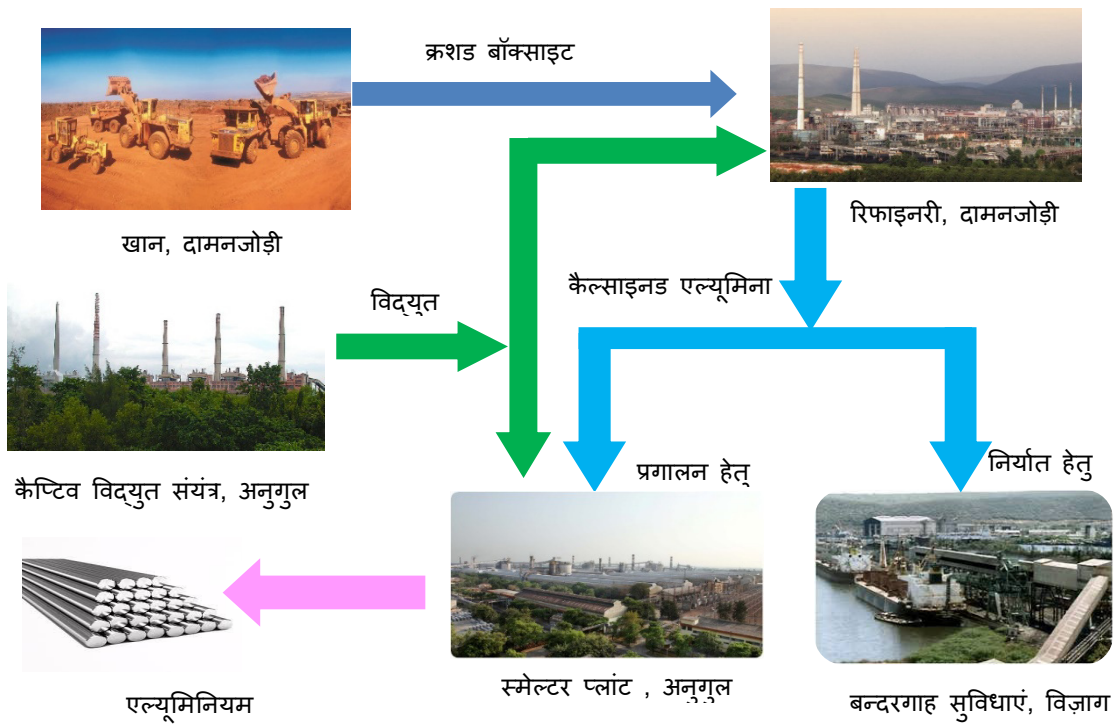 क्रशड बॉक्साइट
खान, दामनजोड़ी
रिफाइनरी, दामनजोड़ी
विद्युत
कैल्साइनड एल्यूमिना
कैप्टिव विद्युत संयंत्र, अनुगुल
प्रगालन हेतु
निर्यात हेतु
एल्यूमिनियम
स्मेल्टर प्लांट , अनुगुल
बन्दरगाह सुविधाएं, विज़ाग